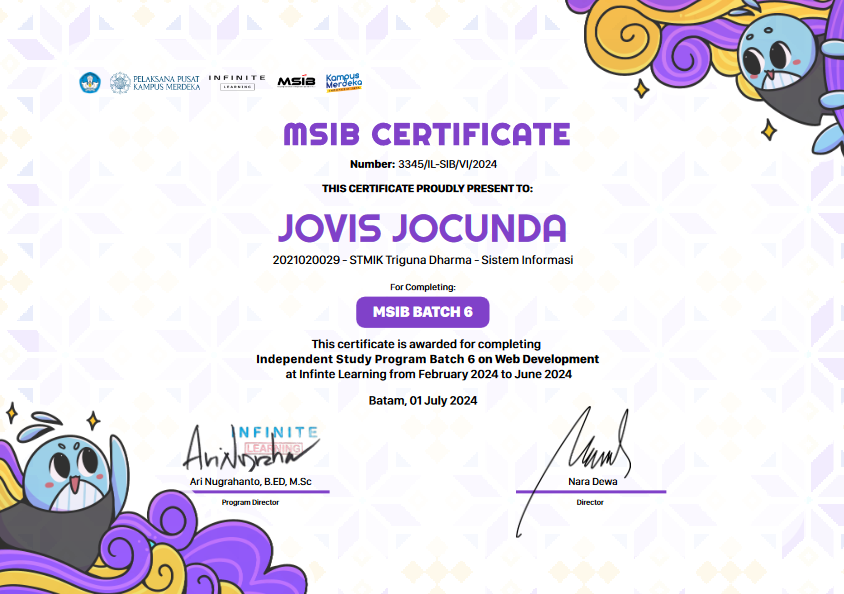 PELAKSANA PUSAT
KAMPUS MERDEKA
INFINITE
LEARNING
MSIB
Kampus
Merdeka
MSIB CERTIFICATE
Number: 3345/IL-SIB/VI/2024
THIS CERTIFICATE PROUDLY PRESENT TO:
JOVIS JOCUNDA
2021020029 - STMIK Triguna Dharma - Sistem Informasi
For Completing:
MSIB BATCH 6
This certificate is awarded for completing
Independent Study Program Batch 6 on Web Development
at Infinte Learning from February 2024 to June 2024
Batam, 01 July 2024
INFINITE
LEARNING
Ari Nugrahanto, B.ED, M.Sc
Program Director
Nara Dewa
Director